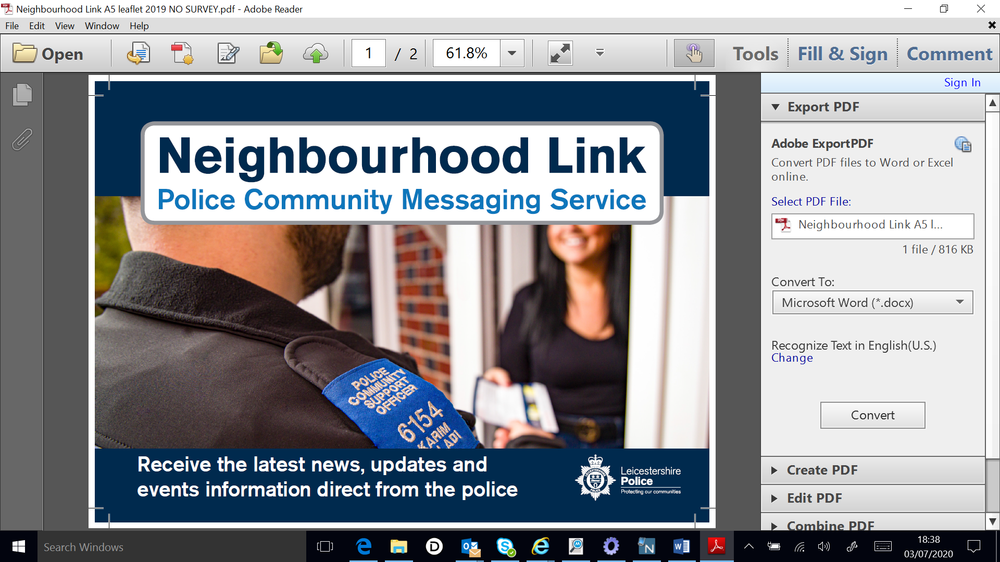 Neighbourhood Link A5 leaflet 2019 NO SURVEY.pdf - Adobe Reader
File Edit View Window Help
Open
1 / 2
61.8%
Tools
Fill & Sign
Comment
Sign In
Export PDF
Adobe ExportPDF
Convert PDF files to Word or Excel
online.
Select PDF File:
Neighbourhood Link A5 l...
1 file / 816 KB
Convert To:
Microsoft Word (*.docx)
Recognize Text in English(U.S.)
Change
Convert
Create PDF
Edit PDF
Combine PDF
Neighbourhood Link
Police Community Messaging Service
POLICE
COMMUNITY
SUPPORT
OFFICER
6154
KARIM
Receive the latest news, updates and
events information direct from the police
Leicestershire
Police
Protecting our communities
Search Windows
18:38
03/07/2020